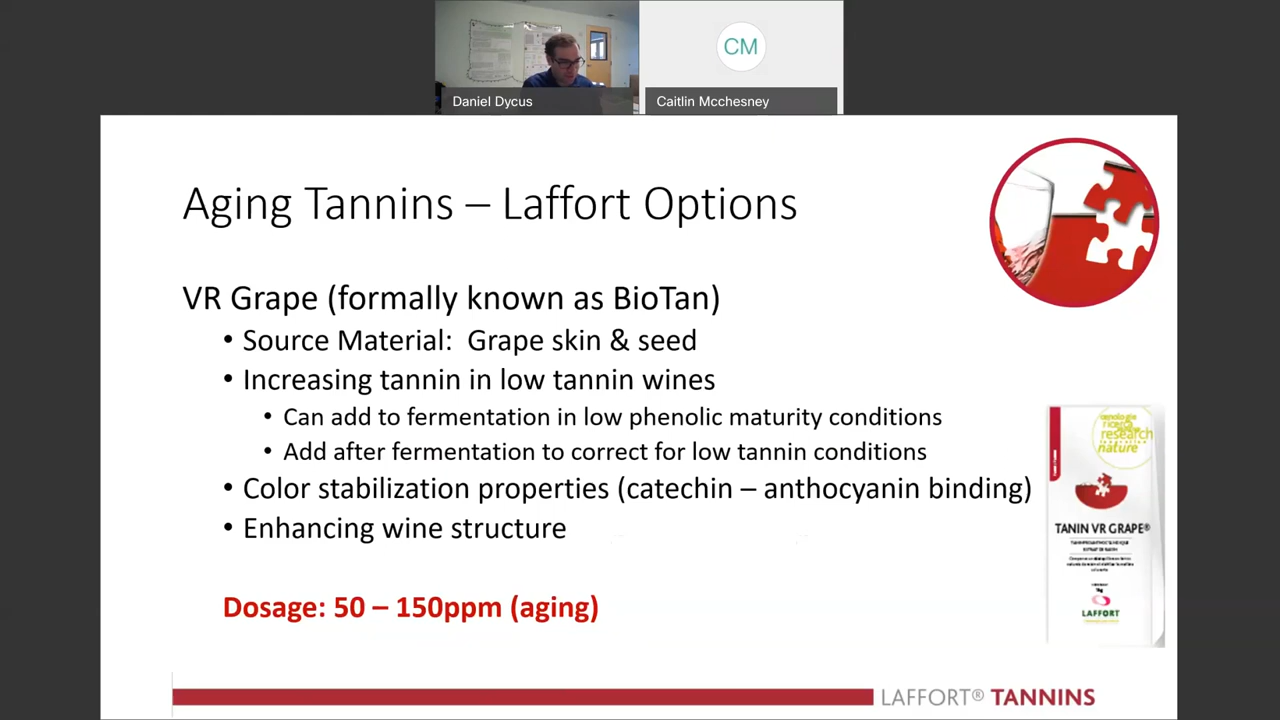 Daniel Dycus
CM
Caitlin Mcchesney
Aging Tannins – Laffort Options
VR Grape (formally known as BioTan)
• Source Material: Grape skin & seed
• Increasing tannin in low tannin wines
• Can add to fermentation in low phenolic maturity conditions
• Add after fermentation to correct for low tannin conditions
• Color stabilization properties (catechin – anthocyanin binding)
• Enhancing wine structure
Dosage: 50 – 150ppm (aging)
research
nature
TANIN VR GRAPE®
LAFFORT
LAFFORT® TANNINS